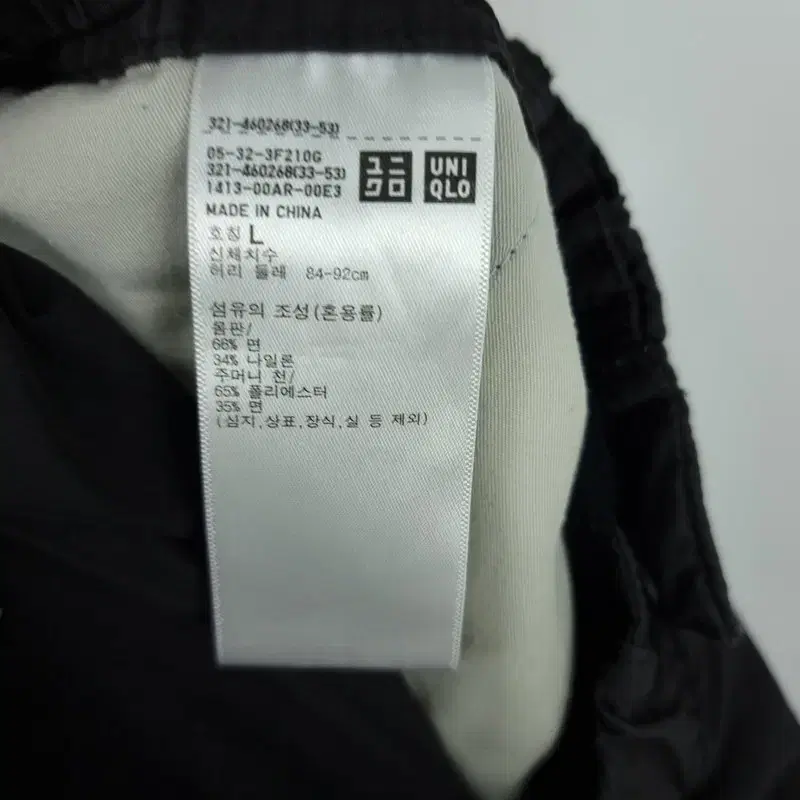 321-460268(33-53)
05-32-3F210G
321-460268(33-53)
1413-00AR-00E3
ユニ
クロ
UNI
QLO
MADE IN CHINA
호칭 L
신체치수
허리 둘레 84-92cm
섬유의 조성(혼용률)
몸판/
66% 면
34% 나일론
주머니 천/
65% 폴리에스터
35% 면
(심지,상표,장식,실 등 제외)